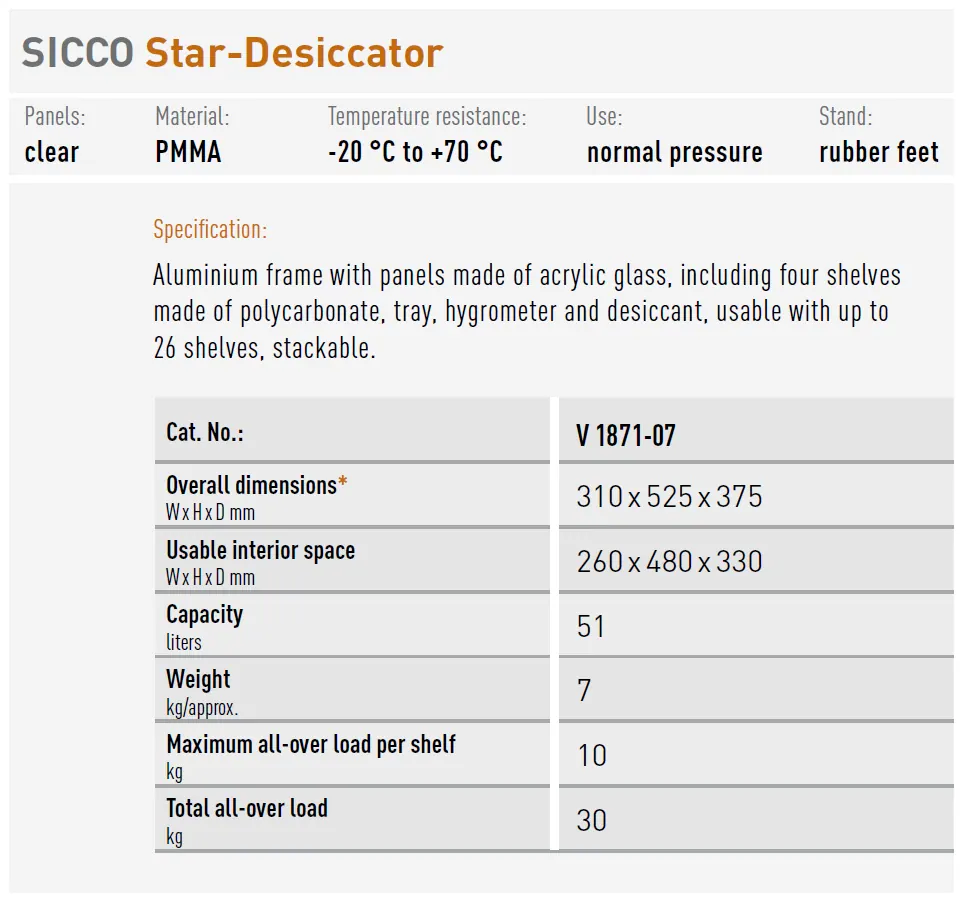 SICCO Star-Desiccator
Panels: Material: Temperature resistance: Use: Stand:
clear PMMA -20 °C to +70 °C normal pressure rubber feet
Specification:
Aluminium frame with panels made of acrylic glass, including four shelves
made of polycarbonate, tray, hygrometer and desiccant, usable with up to
26 shelves, stackable.
Cat. No.: V 1871-07
Overall dimensions* 310 x 525 x 375
W x H x D mm
Usable interior space 260 x 480 x 330
W x H x D mm
Capacity 51
liters
Weight 7
kg/approx.
Maximum all-over load per shelf 10
kg
Total all-over load 30
kg